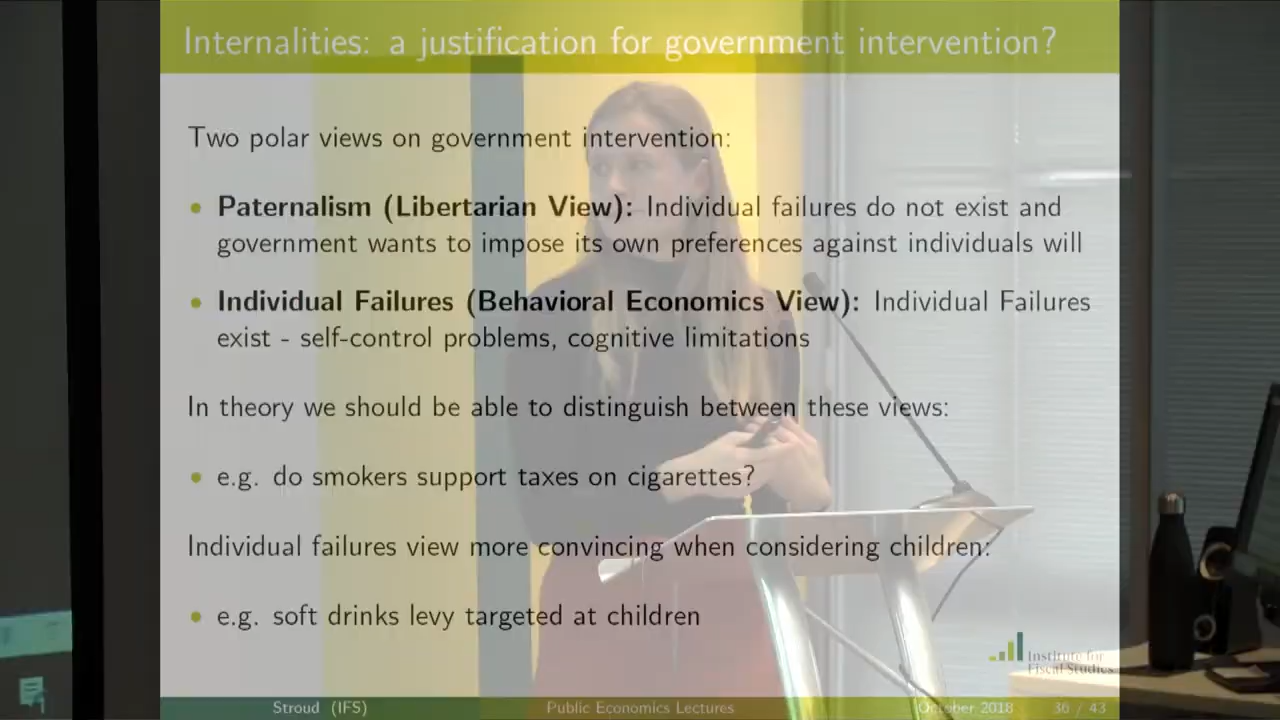 Internalities: a justification for government intervention?
Two polar views on government intervention:
Paternalism (Libertarian View): Individual failures do not exist and
government wants to impose its own preferences against individuals will
Individual Failures (Behavioral Economics View): Individual Failures
exist - self-control problems, cognitive limitations
In theory we should be able to distinguish between these views:
e.g. do smokers support taxes on cigarettes?
Individual failures view more convincing when considering children:
e.g. soft drinks levy targeted at children
Institute for
Fiscal Studies
Stroud (IFS) Public Economics Lectures October 2018 36 / 43